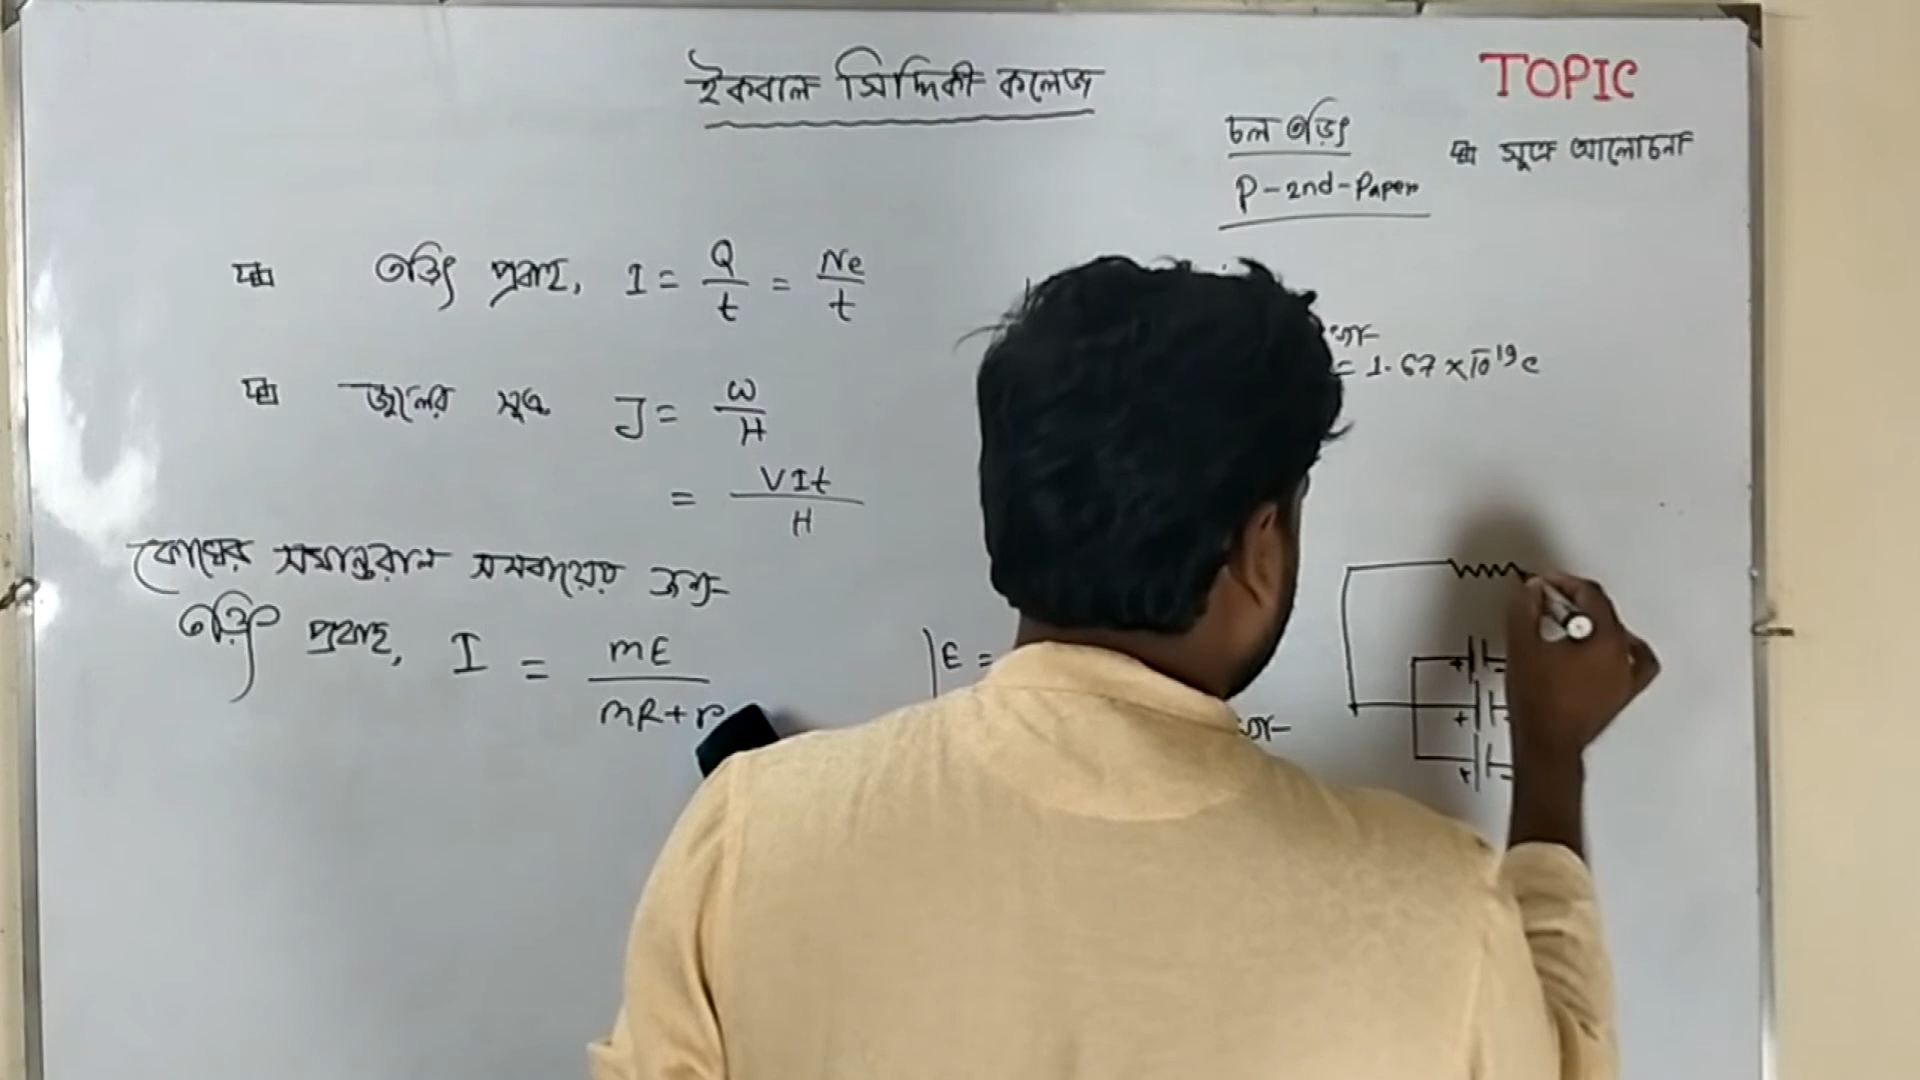 ইকবাল সিদ্দিকী কলেজ
TOPIC
চল তড়িৎ
P-2nd-Paper
সূত্র আলোচনা
তড়িৎ প্রবাহ, I = Q/t = Ne/t
= 1.67 × 10^-19 C
জুলের সূত্র J = W/H
= VIt/H
কোষের সমান্তরাল সমবায়ের জন্য
তড়িৎ প্রবাহ, I = mE/mR+r
E =
+ -
+ -
+ -